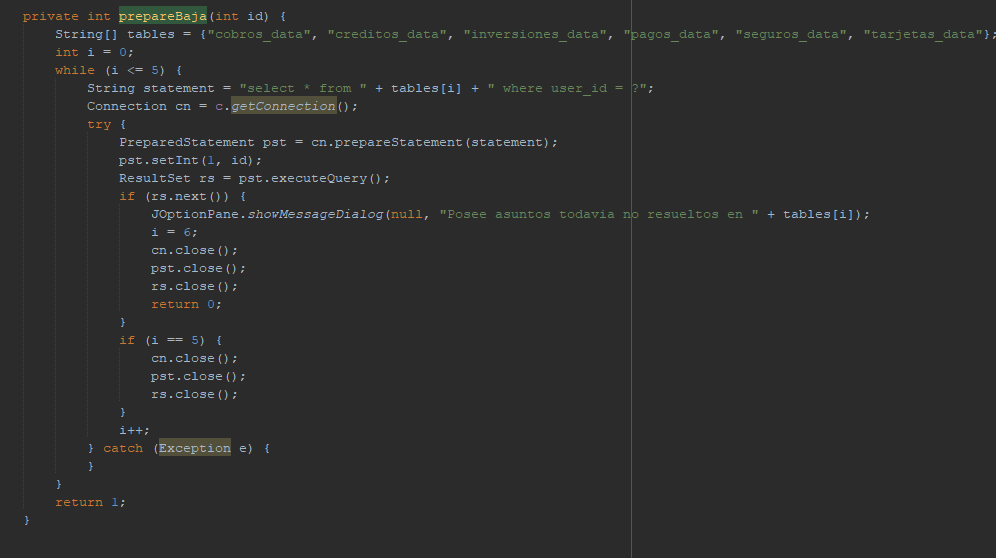 private int prepareBaja(int id) {
String[] tables = {"cobros_data", "creditos_data", "inversiones_data", "pagos_data", "seguros_data", "tarjetas_data"};
int i = 0;
while (i <= 5) {
String statement = "select * from " + tables[i] + " where user_id = ?";
Connection cn = c.getConnection();
try {
PreparedStatement pst = cn.prepareStatement(statement);
pst.setInt(1, id);
ResultSet rs = pst.executeQuery();
if (rs.next()) {
JOptionPane.showMessageDialog(null, "Posee asuntos todavia no resueltos en " + tables[i]);
i = 6;
cn.close();
pst.close();
rs.close();
return 0;
}
if (i == 5) {
cn.close();
pst.close();
rs.close();
}
i++;
} catch (Exception e) {
}
}
return 1;
}